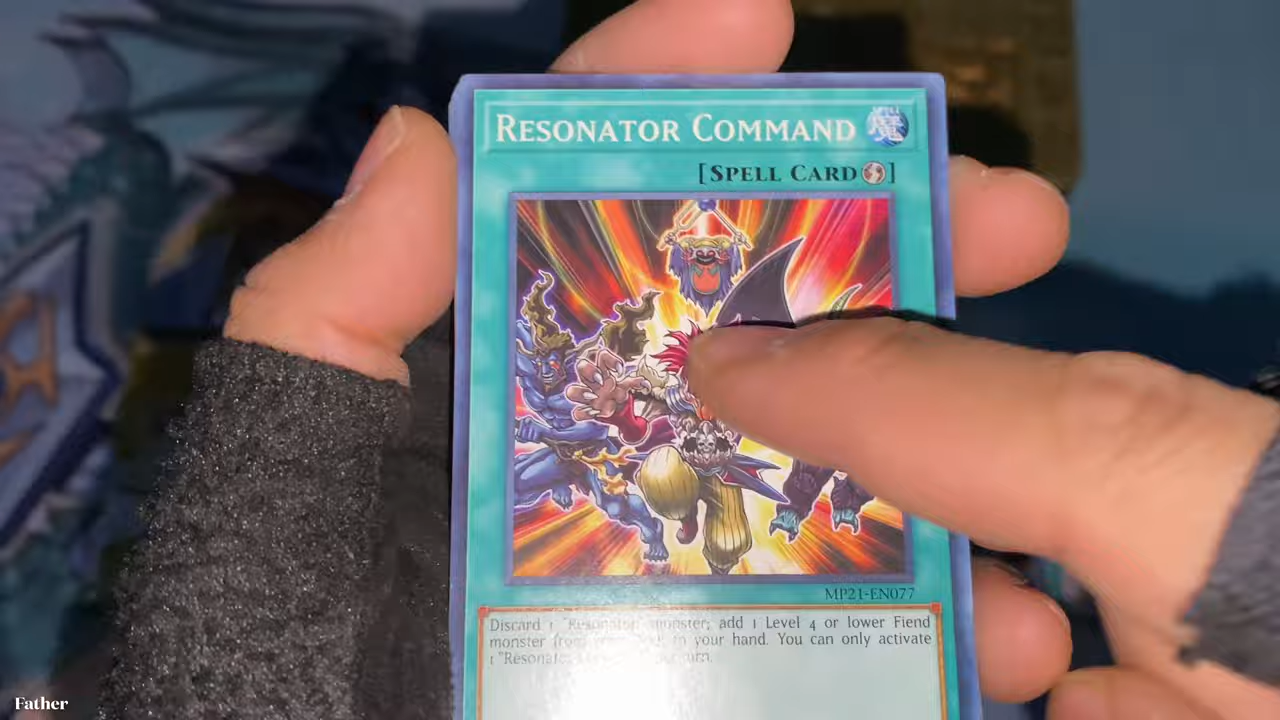 RESONATOR COMMAND
魔
[SPELL CARD]
MP21-EN077
Discard 1 "Resonator" monster; add 1 Level 4 or lower Fiend
monster from your to your hand. You can only activate
1 "Resonator turn.
Father